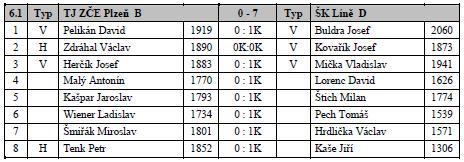 6.1 Typ TJ ZČE Plzeň B 0 - 7 Typ ŠK Líně D
1 V Pelikán David 1919 0 : 1K V Buldra Josef 2060
2 H Zdráhal Václav 1890 0K:0K V Kovařík Josef 1873
3 V Herčík Josef 1883 0 : 1K V Mička Vladislav 1941
4 Malý Antonín 1770 0 : 1K Lorenc David 1626
5 Kašpar Jaroslav 1793 0 : 1K Štich Milan 1774
6 Wiener Ladislav 1734 0 : 1K Pech Tomáš 1539
7 Šmiřák Miroslav 1801 0 : 1K Hrdlička Václav 1571
8 H Tenk Petr 1852 0 : 1K Kaše Jiří 1306